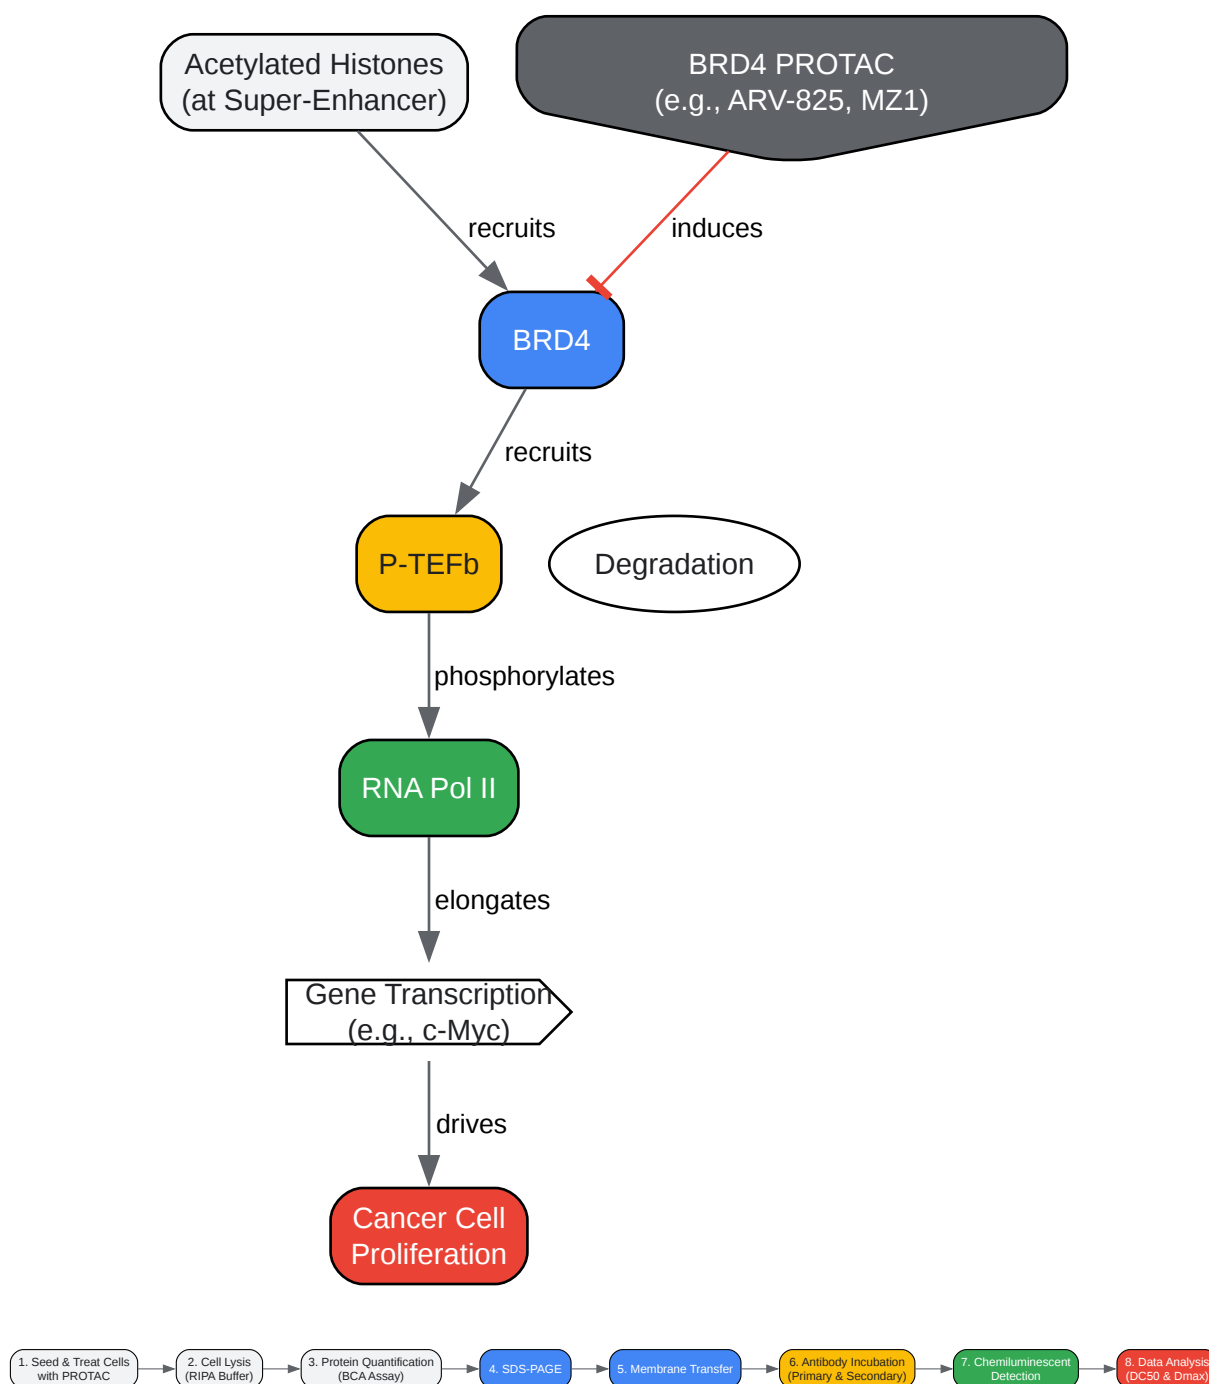 Acetylated Histones
(at Super-Enhancer)
BRD4 PROTAC
(e.g., ARV-825, MZ1)
recruits
induces
BRD4
recruits
P-TEFb
Degradation
phosphorylates
RNA Pol II
elongates
Gene Transcription
(e.g., c-Myc)
drives
Cancer Cell
Proliferation
1. Seed & Treat Cells
with PROTAC
2. Cell Lysis
(RIPA Buffer)
3. Protein Quantification
(BCA Assay)
4. SDS-PAGE
5. Membrane Transfer
6. Antibody Incubation
(Primary & Secondary)
7. Chemiluminescent
Detection
8. Data Analysis
(DC50 & Dmax)